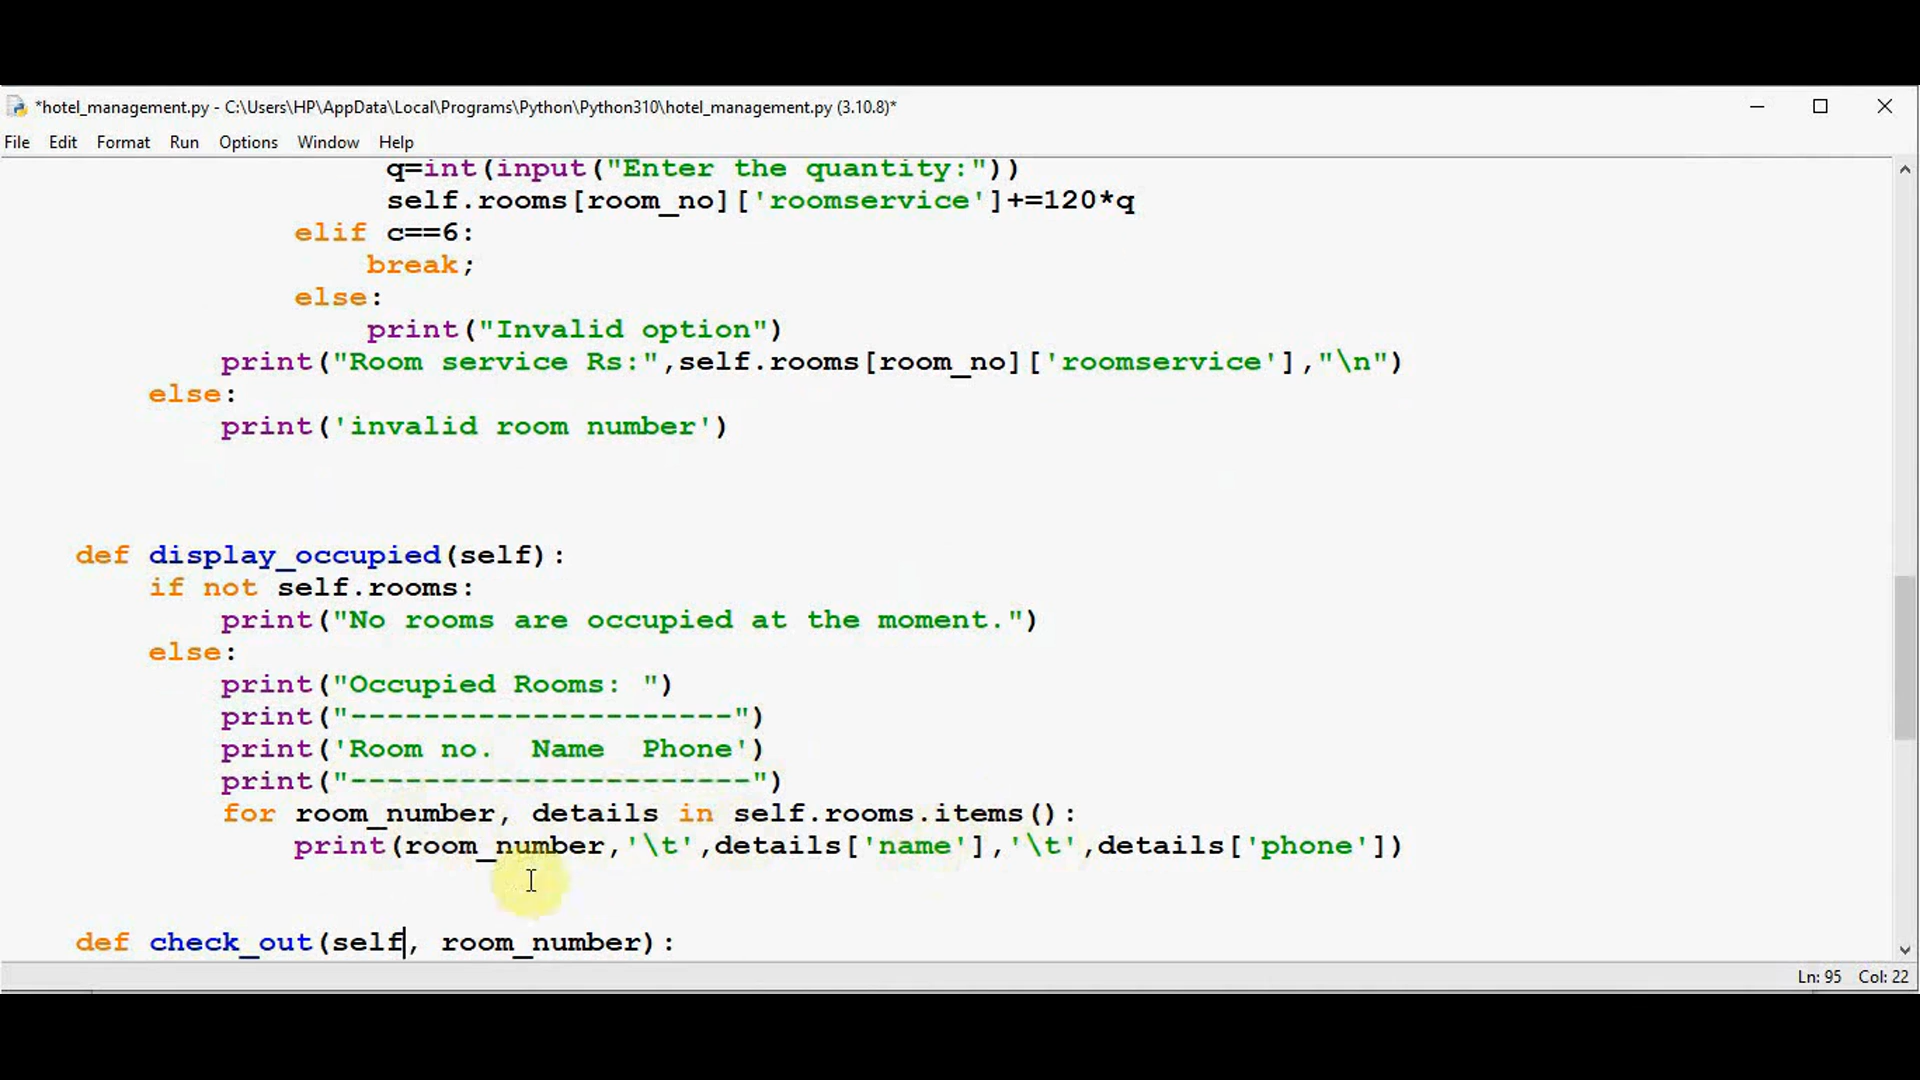 *hotel_management.py - C:\Users\HP\AppData\Local\Programs\Python\Python310\hotel_management.py (3.10.8)*
File Edit Format Run Options Window Help
q=int(input("Enter the quantity:"))
self.rooms[room_no]['roomservice']+=120*q
elif c==6:
break;
else:
print("Invalid option")
print("Room service Rs:",self.rooms[room_no]['roomservice'],"\n")
else:
print('invalid room number')
def display_occupied(self):
if not self.rooms:
print("No rooms are occupied at the moment.")
else:
print("Occupied Rooms: ")
print("---------------------")
print('Room no.  Name  Phone')
print("----------------------")
for room_number, details in self.rooms.items():
print(room_number,'\t',details['name'],'\t',details['phone'])
def check_out(self, room_number):
Ln: 95 Col: 22